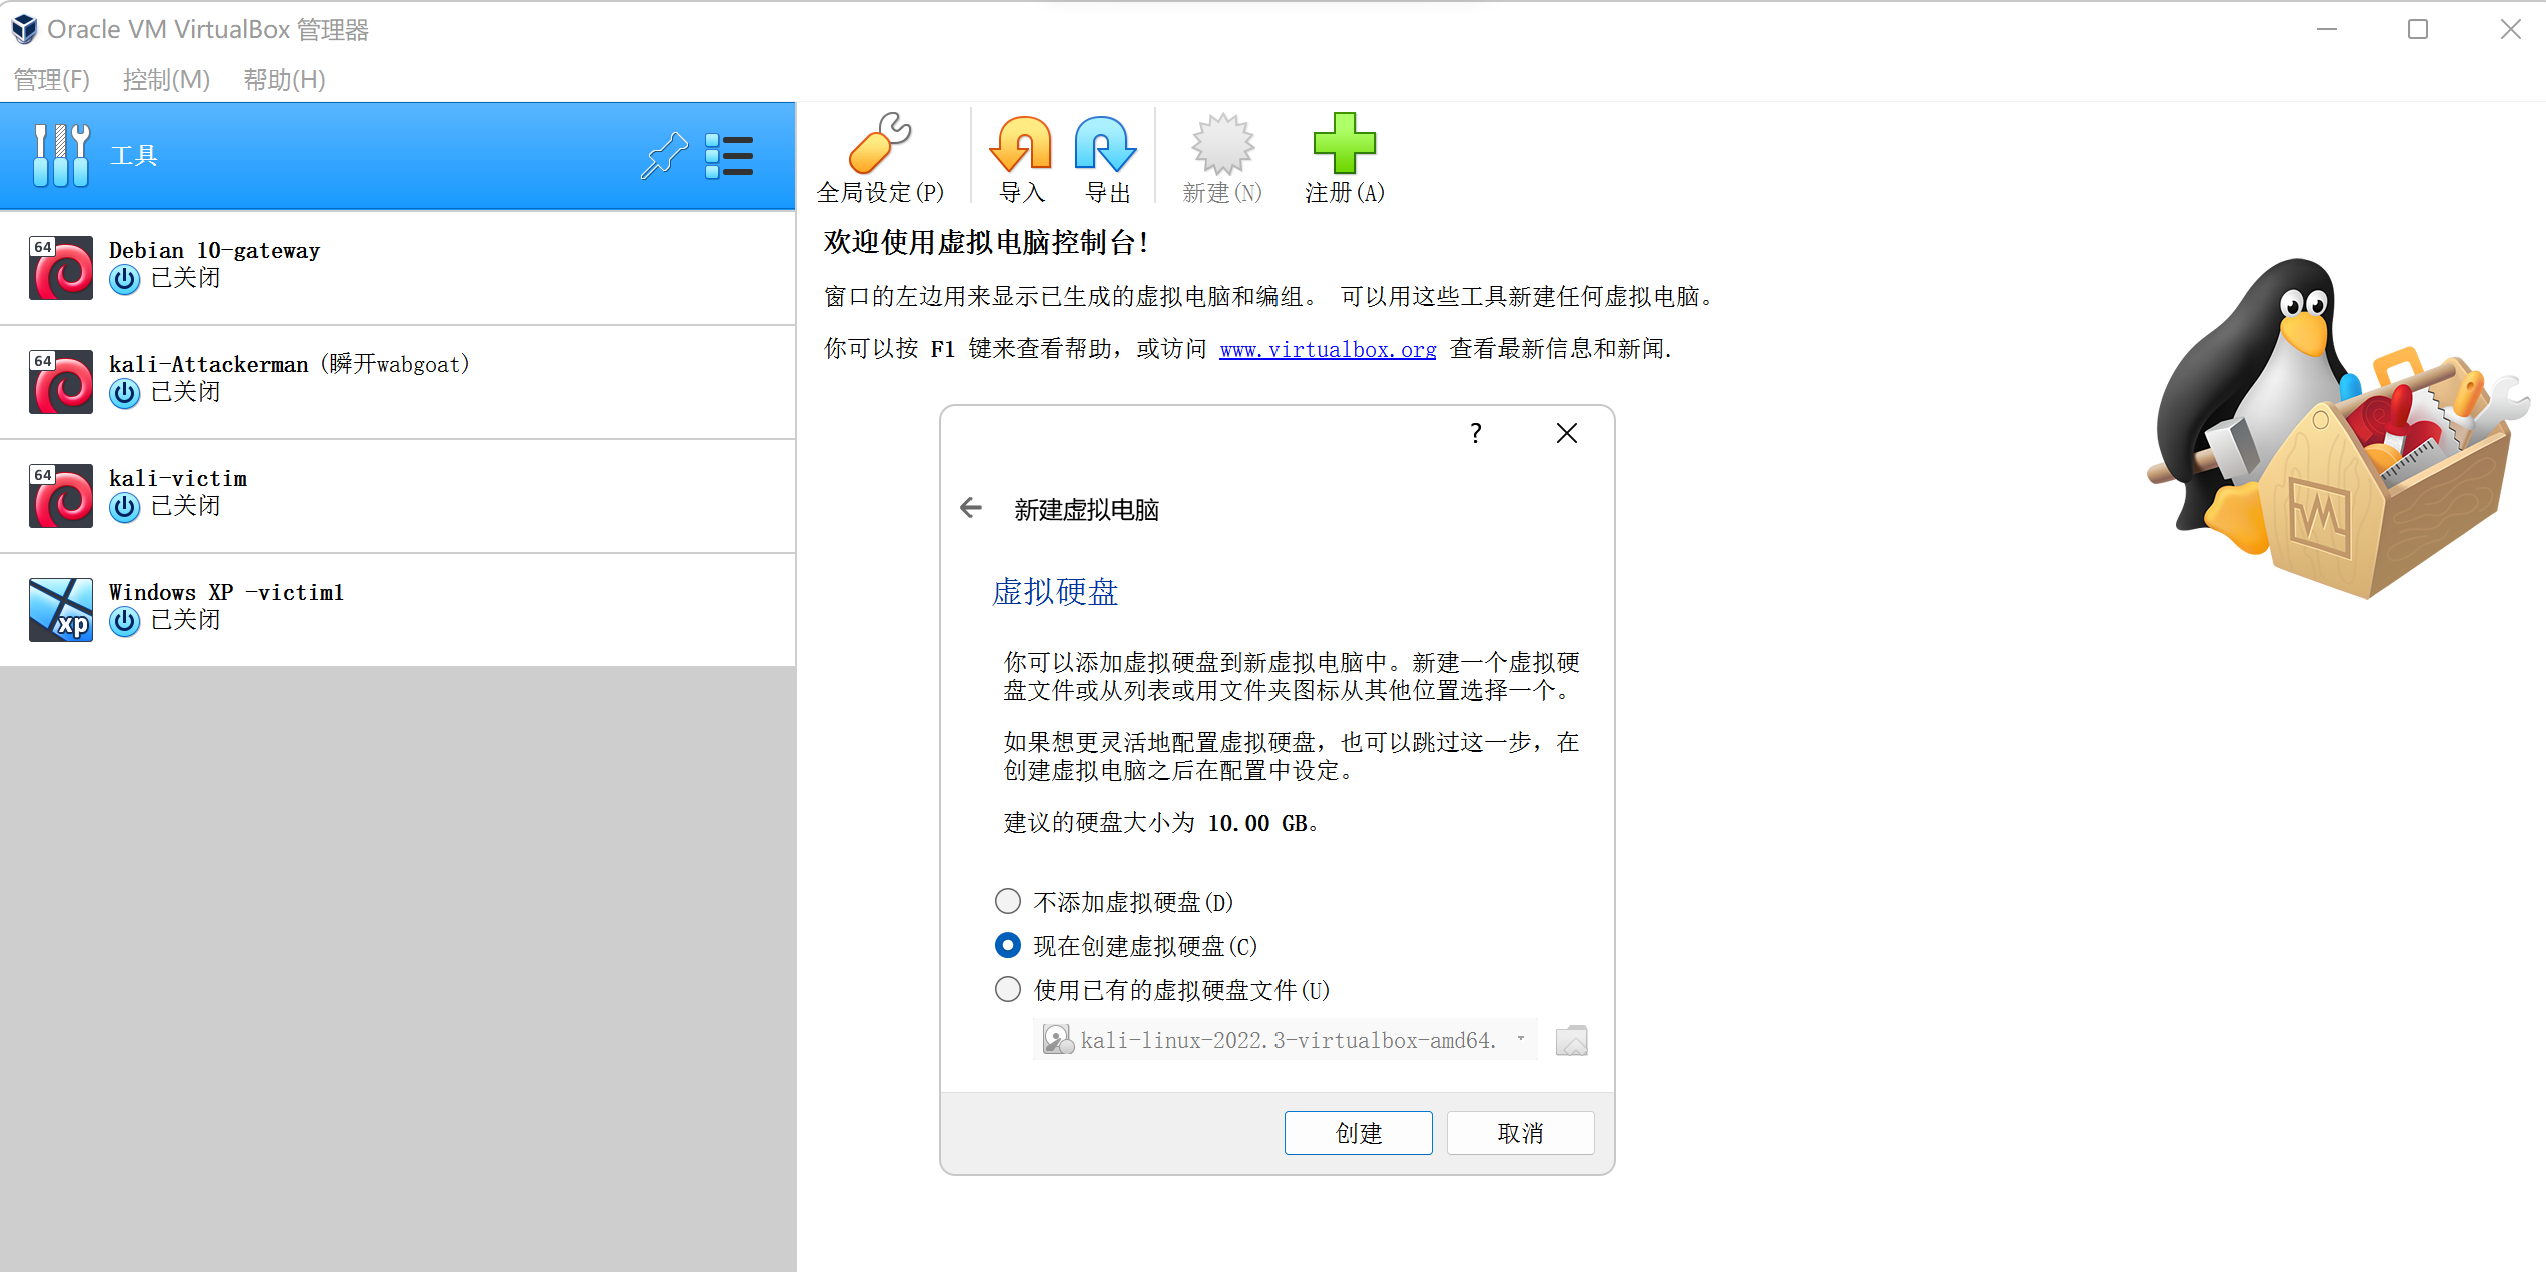 Oracle VM VirtualBox 管理器
管理(F) 控制(M) 帮助(H)
工具
全局设定(P) 导入 导出 新建(N) 注册(A)
64
Debian 10-gateway
已关闭
64
kali-Attackerman (瞬开wabgoat)
已关闭
64
kali-victim
已关闭
xp
Windows XP -victim1
已关闭
欢迎使用虚拟电脑控制台!
窗口的左边用来显示已生成的虚拟电脑和编组。 可以用这些工具新建任何虚拟电脑。
你可以按 F1 键来查看帮助，或访问 www.virtualbox.org 查看最新信息和新闻.
?
新建虚拟电脑
虚拟硬盘
你可以添加虚拟硬盘到新虚拟电脑中。新建一个虚拟硬
盘文件或从列表或用文件夹图标从其他位置选择一个。
如果想更灵活地配置虚拟硬盘，也可以跳过这一步，在
创建虚拟电脑之后在配置中设定。
建议的硬盘大小为 10.00 GB。
不添加虚拟硬盘(D)
现在创建虚拟硬盘(C)
使用已有的虚拟硬盘文件(U)
kali-linux-2022.3-virtualbox-amd64.
创建 取消